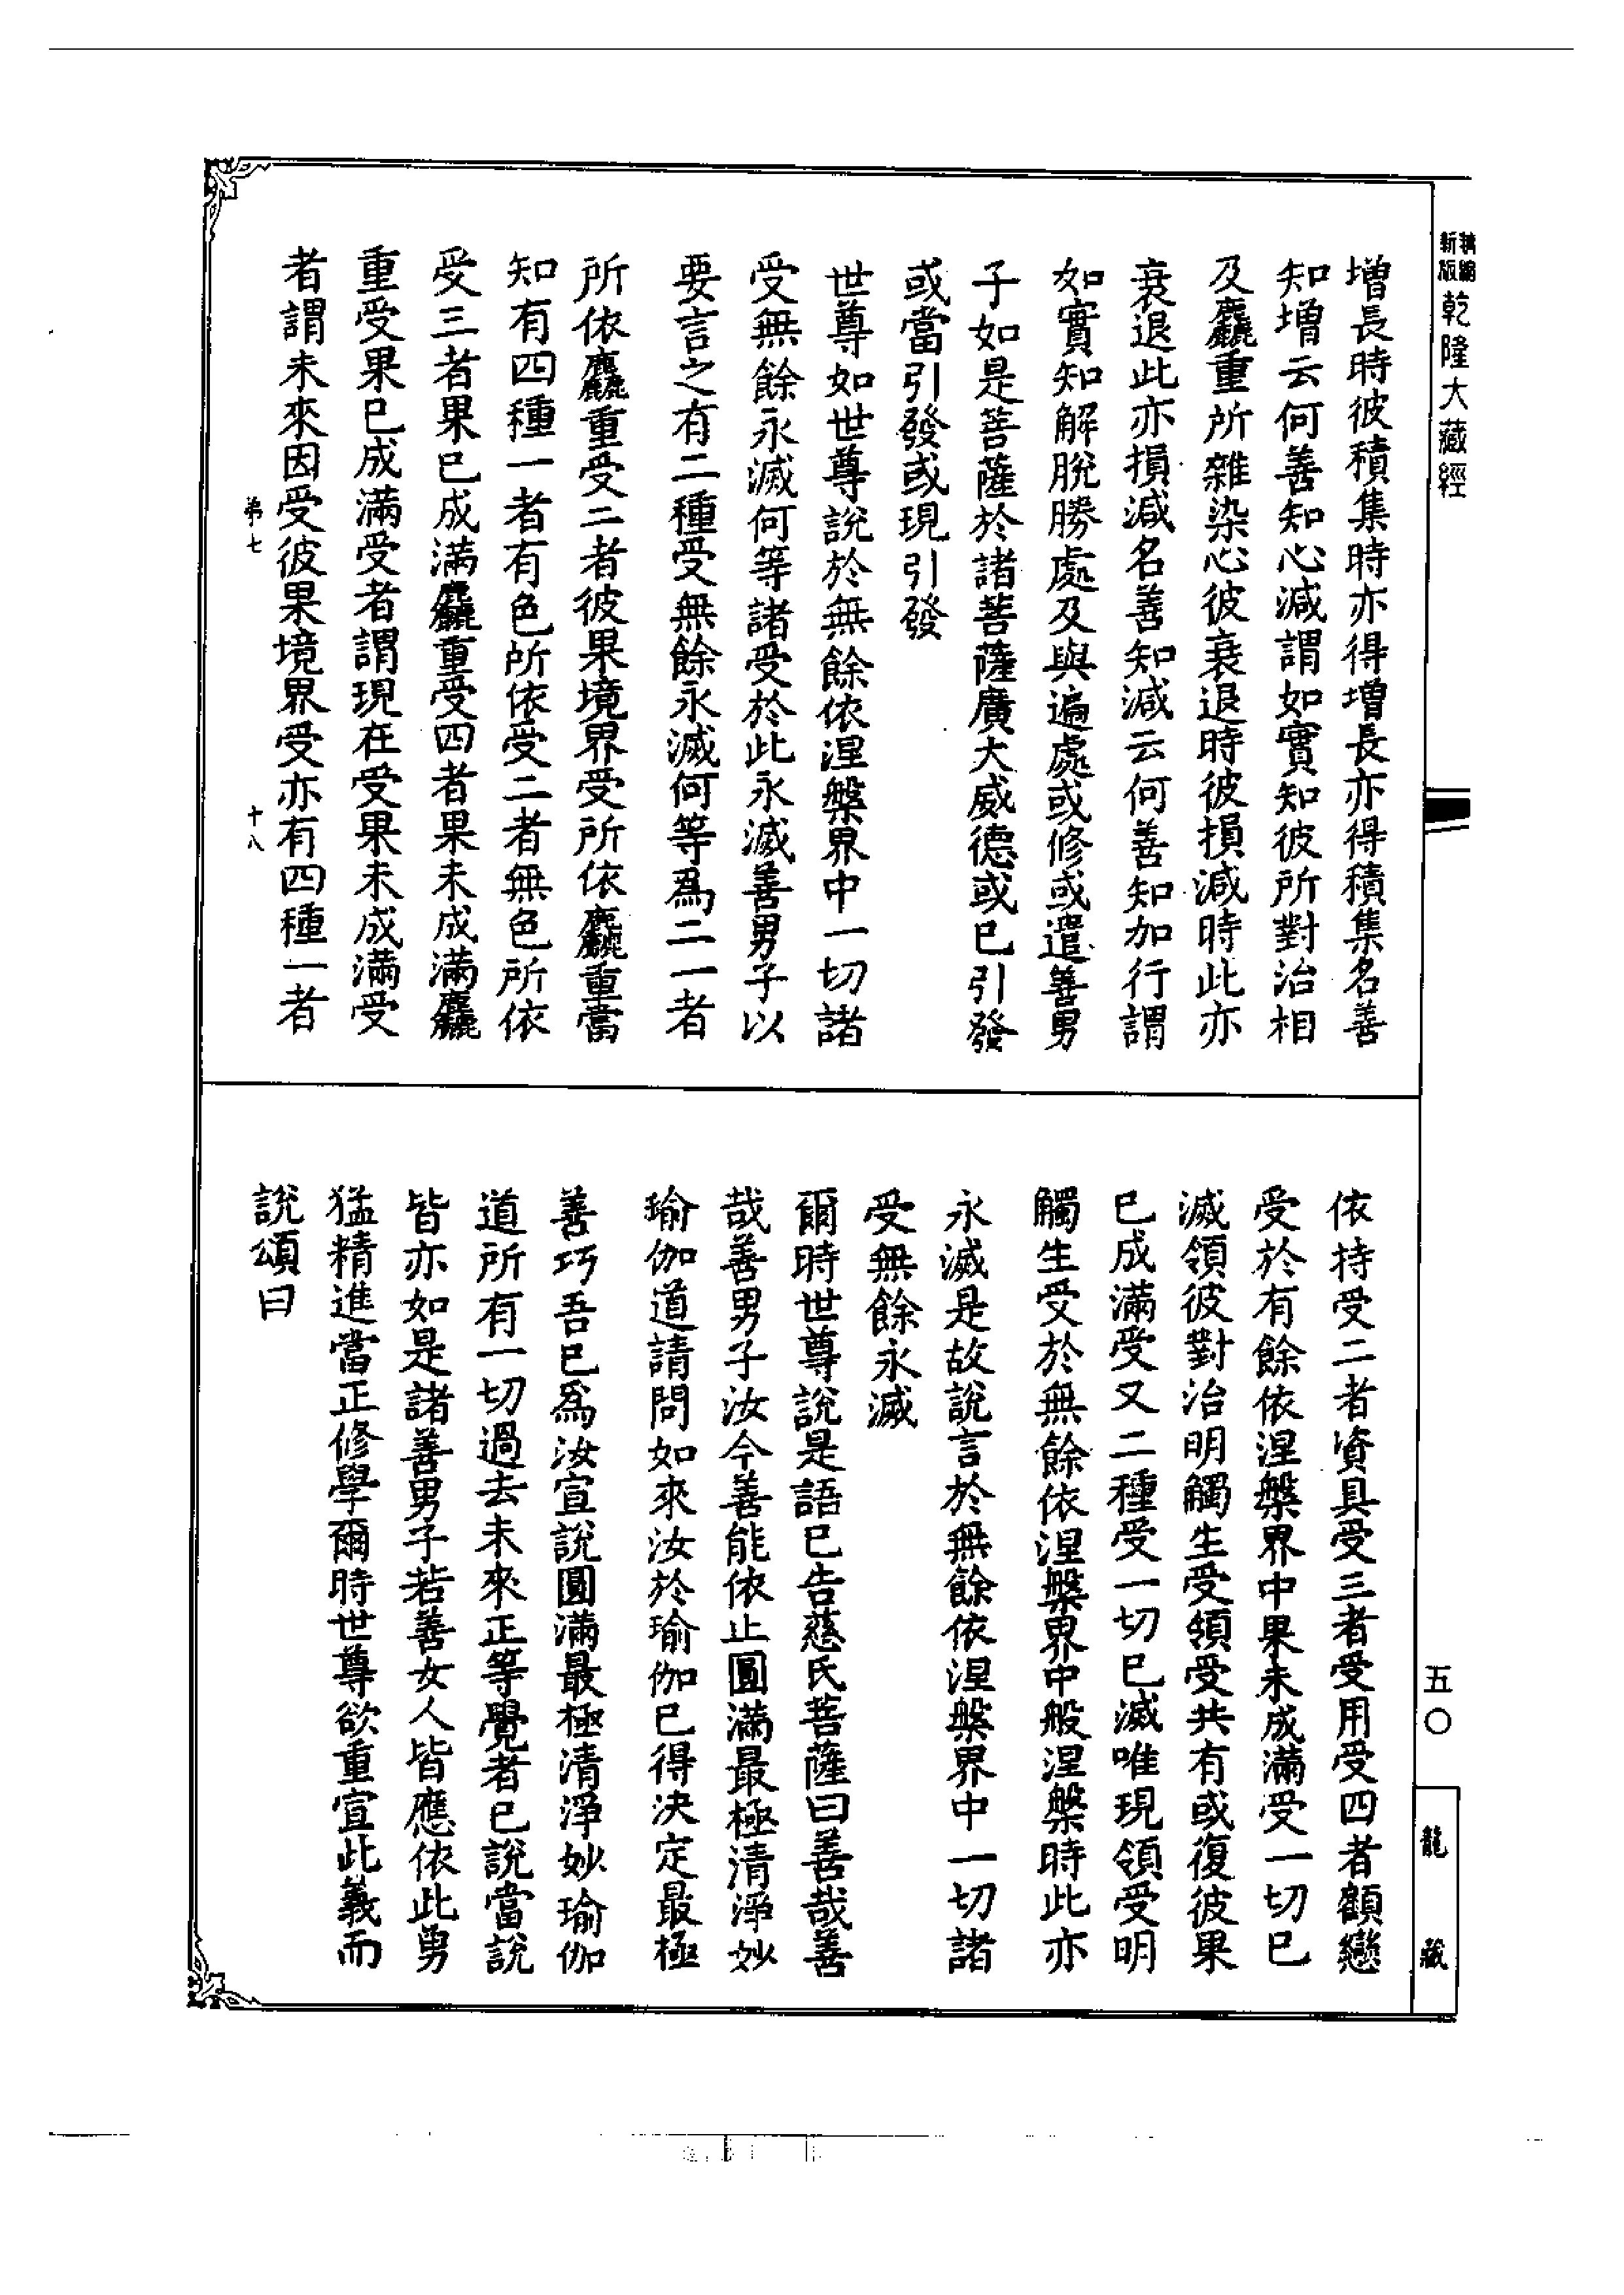 精縮
新版
乾隆大藏經
增長時彼積集時亦得增長亦得積集名善
知增云何善知心減謂如實知彼所對治相
及麤重所雜染心彼衰退時彼損減時此亦
衰退此亦損減名善知減云何善知加行謂
如實知解脫勝處及與遍處或修或遣善男
子如是菩薩於諸菩薩廣大威德或已引發
或當引發或現引發
世尊如世尊說於無餘依涅槃界中一切諸
受無餘永滅何等諸受於此永滅善男子以
要言之有二種受無餘永滅何等爲二一者
所依麤重受二者彼果境界受所依麤重當
知有四種一者有色所依受二者無色所依
受三者果已成滿麤重受四者果未成滿麤
重受果已成滿受者謂現在受果未成滿受
者謂未來因受彼果境界受亦有四種一者
弟七 十八
依持受二者資具受三者受用受四者顧戀
受於有餘依涅槃界中果未成滿受一切已
滅領彼對治明觸生受領受共有或復彼果
已成滿受又二種受一切已滅唯現領受明
觸生受於無餘依涅槃界中般涅槃時此亦
永滅是故說言於無餘依涅槃界中一切諸
受無餘永滅
爾時世尊說是語已告慈氏菩薩曰善哉善
哉善男子汝今善能依止圓滿最極清淨妙
瑜伽道請問如來汝於瑜伽已得決定最極
善巧吾已爲汝宣說圓滿最極清淨妙瑜伽
道所有一切過去未來正等覺者已說當說
皆亦如是諸善男子若善女人皆應依此勇
猛精進當正修學爾時世尊欲重宣此義而
說頌曰
五〇
龍藏